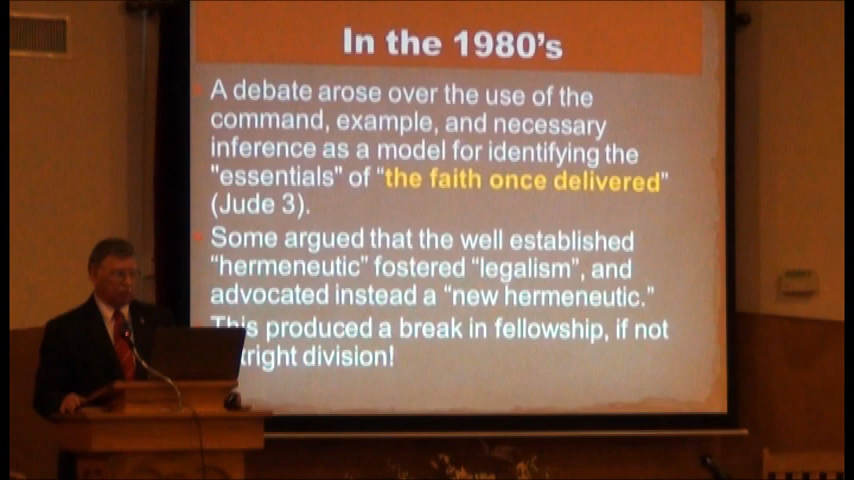 In the 1980's
A debate arose over the use of the
command, example, and necessary
inference as a model for identifying the
"essentials" of "the faith once delivered"
(Jude 3).
Some argued that the well established
"hermeneutic" fostered "legalism", and
advocated instead a "new hermeneutic."
This produced a break in fellowship, if not
tright division!